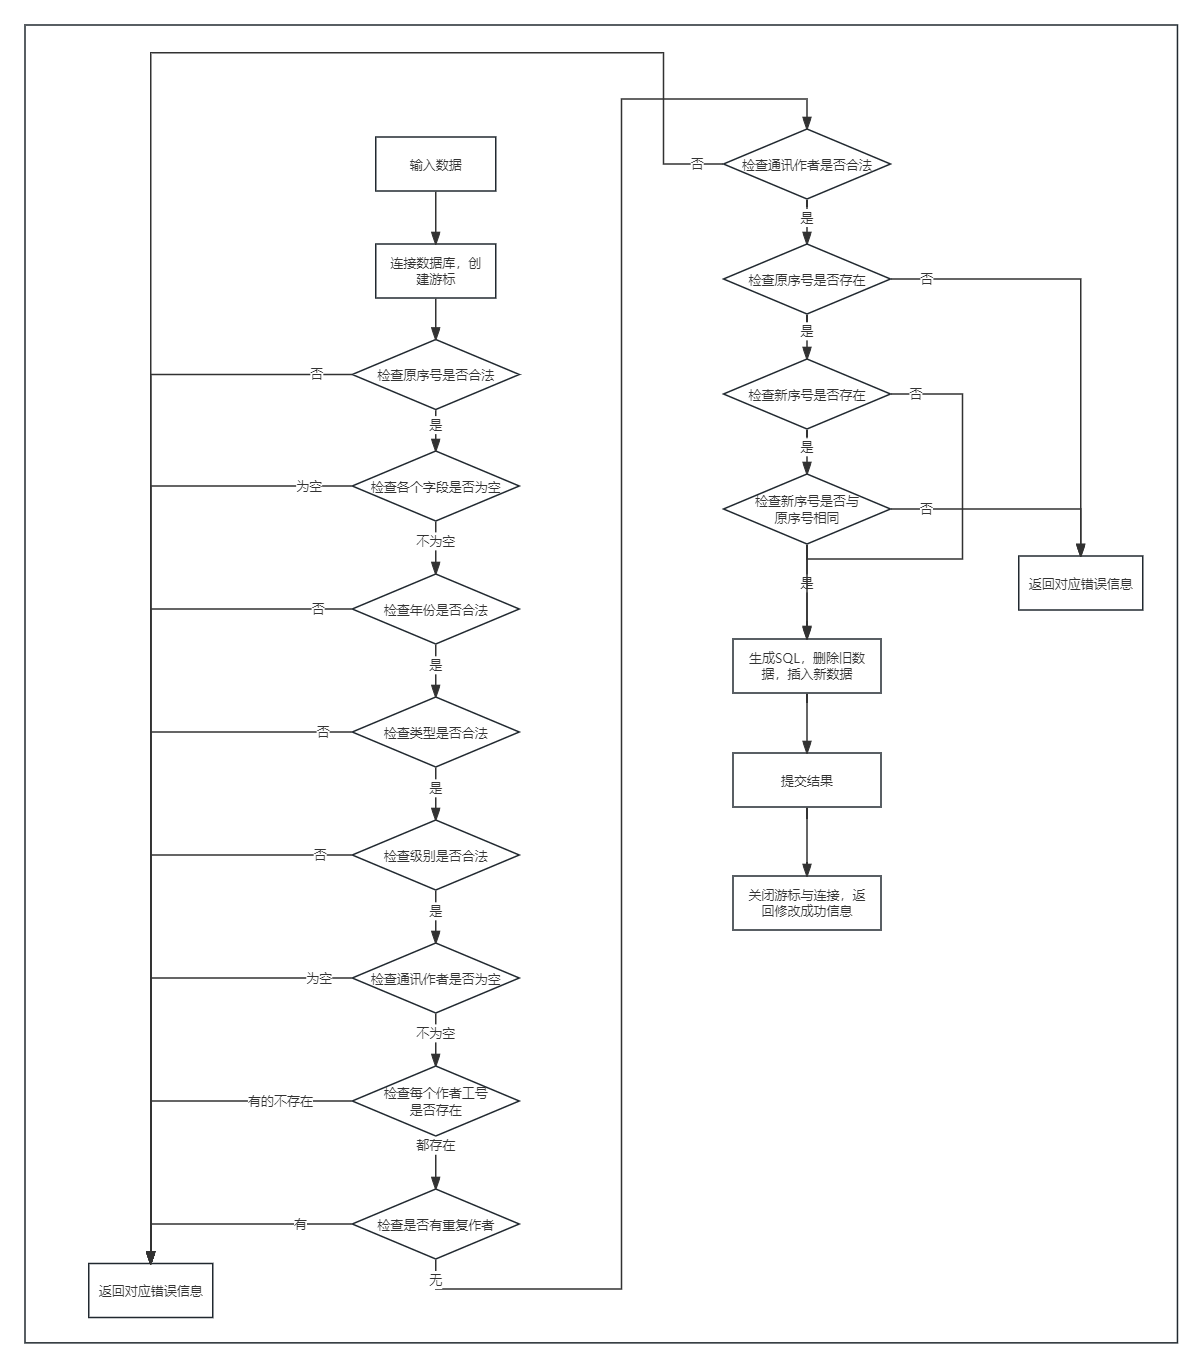 输入数据
连接数据库，创
建游标
检查原序号是否合法
否
是
检查各个字段是否为空
为空
不为空
检查年份是否合法
否
是
检查类型是否合法
否
是
检查级别是否合法
否
是
检查通讯作者是否为空
为空
不为空
检查每个作者工号
是否存在
有的不存在
都存在
检查是否有重复作者
有
无
返回对应错误信息
检查通讯作者是否合法
否
是
检查原序号是否存在
否
是
检查新序号是否存在
否
是
检查新序号是否与
原序号相同
否
是
返回对应错误信息
生成SQL，删除旧数
据，插入新数据
提交结果
关闭游标与连接，返
回修改成功信息